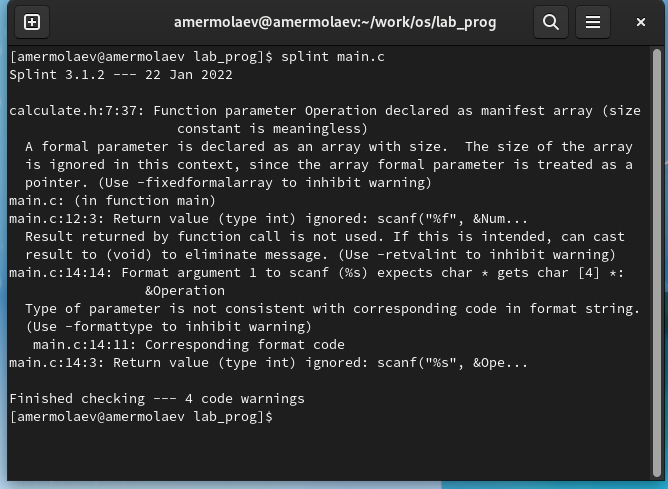 amermolaev@amermolaev:~/work/os/lab_prog
[amermolaev@amermolaev lab_prog]$ splint main.c
Splint 3.1.2 --- 22 Jan 2022

calculate.h:7:37: Function parameter Operation declared as manifest array (size
                     constant is meaningless)
  A formal parameter is declared as an array with size.  The size of the array
  is ignored in this context, since the array formal parameter is treated as a
  pointer. (Use -fixedformalarray to inhibit warning)
main.c: (in function main)
main.c:12:3: Return value (type int) ignored: scanf("%f", &Num...
  Result returned by function call is not used. If this is intended, can cast
  result to (void) to eliminate message. (Use -retvalint to inhibit warning)
main.c:14:14: Format argument 1 to scanf (%s) expects char * gets char [4] *:
                 &Operation
  Type of parameter is not consistent with corresponding code in format string.
  (Use -formattype to inhibit warning)
   main.c:14:11: Corresponding format code
main.c:14:3: Return value (type int) ignored: scanf("%s", &Ope...

Finished checking --- 4 code warnings
[amermolaev@amermolaev lab_prog]$